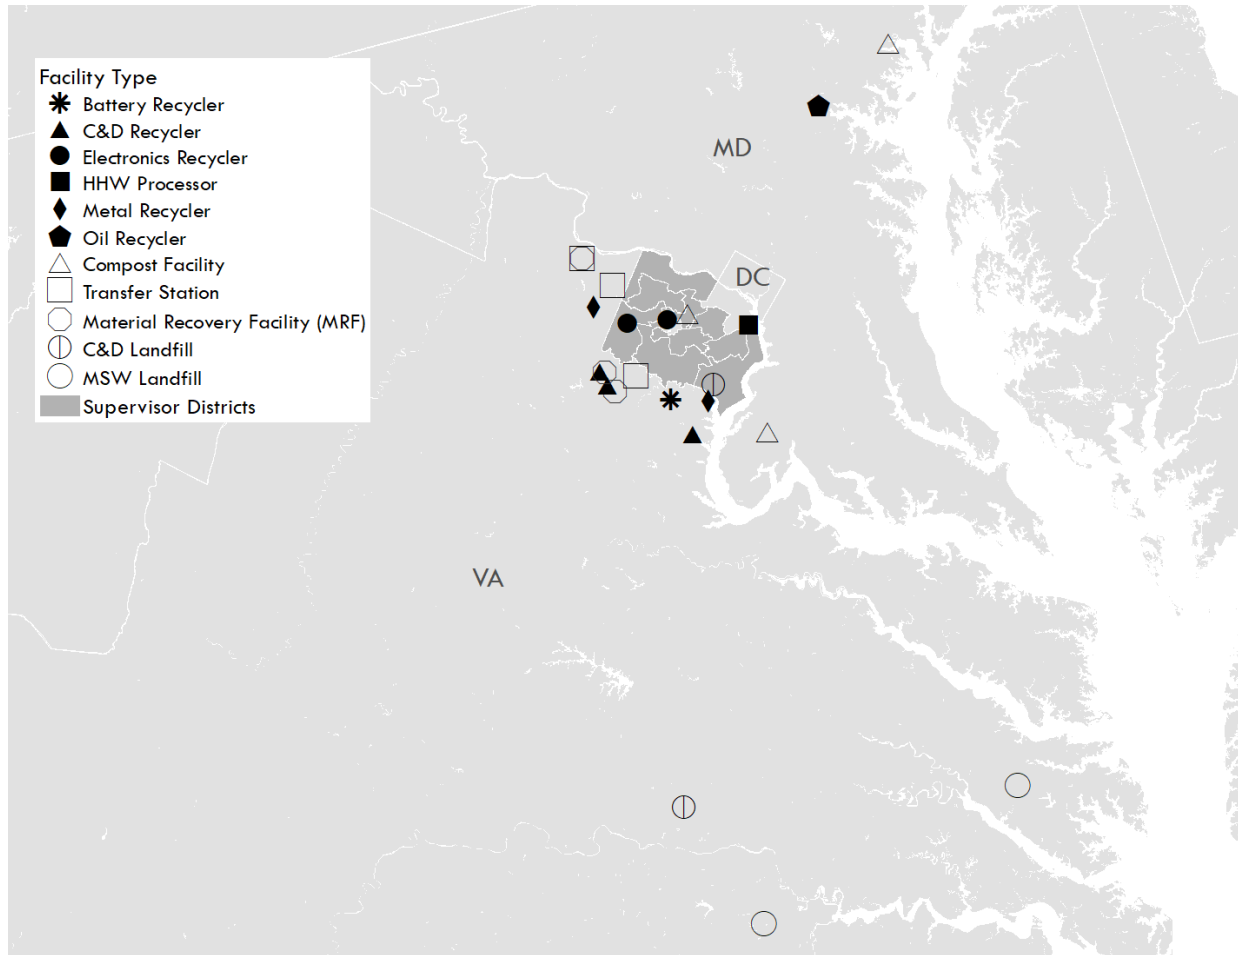 Facility Type
Battery Recycler
C&D Recycler
Electronics Recycler
HHW Processor
Metal Recycler
Oil Recycler
Compost Facility
Transfer Station
Material Recovery Facility (MRF)
C&D Landfill
MSW Landfill
Supervisor Districts
MD
DC
VA